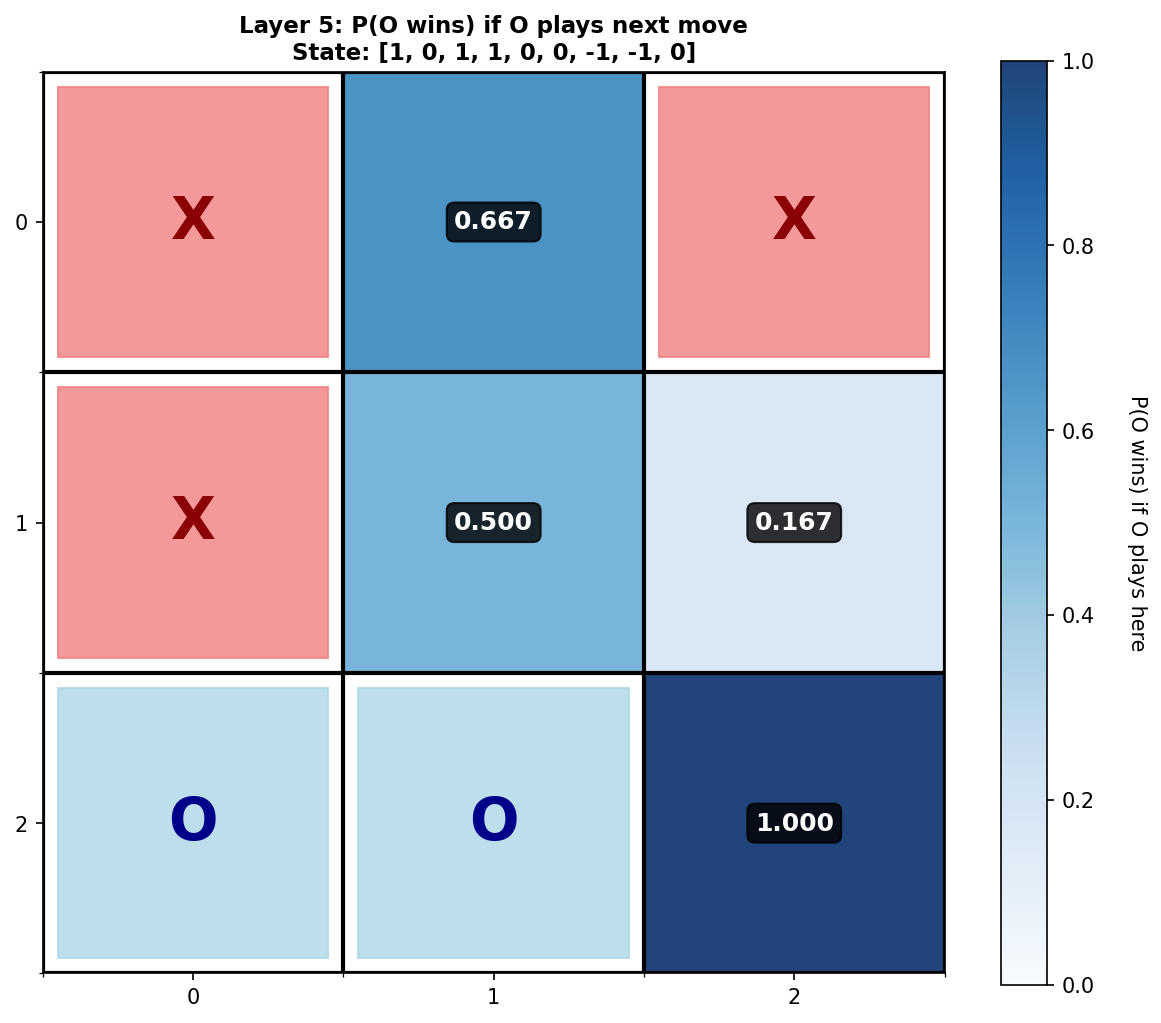 Layer 5: P(O wins) if O plays next move
State: [1, 0, 1, 1, 0, 0, -1, -1, 0]
0
X
0.667
X
1
X
0.500
0.167
2
O
O
1.000
0
1
2
1.0
0.8
0.6
0.4
0.2
0.0
P(O wins) if O plays here